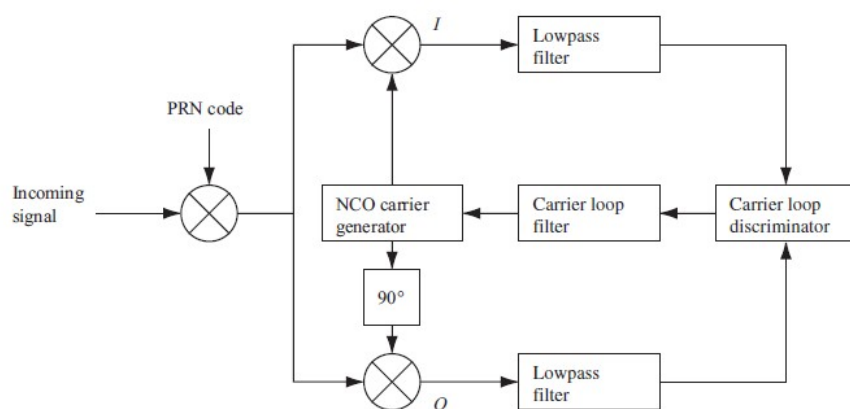 I
Lowpass
filter
PRN code
Incoming
signal
NCO carrier
generator
Carrier loop
filter
Carrier loop
discriminator
90°
Lowpass
filter
Q